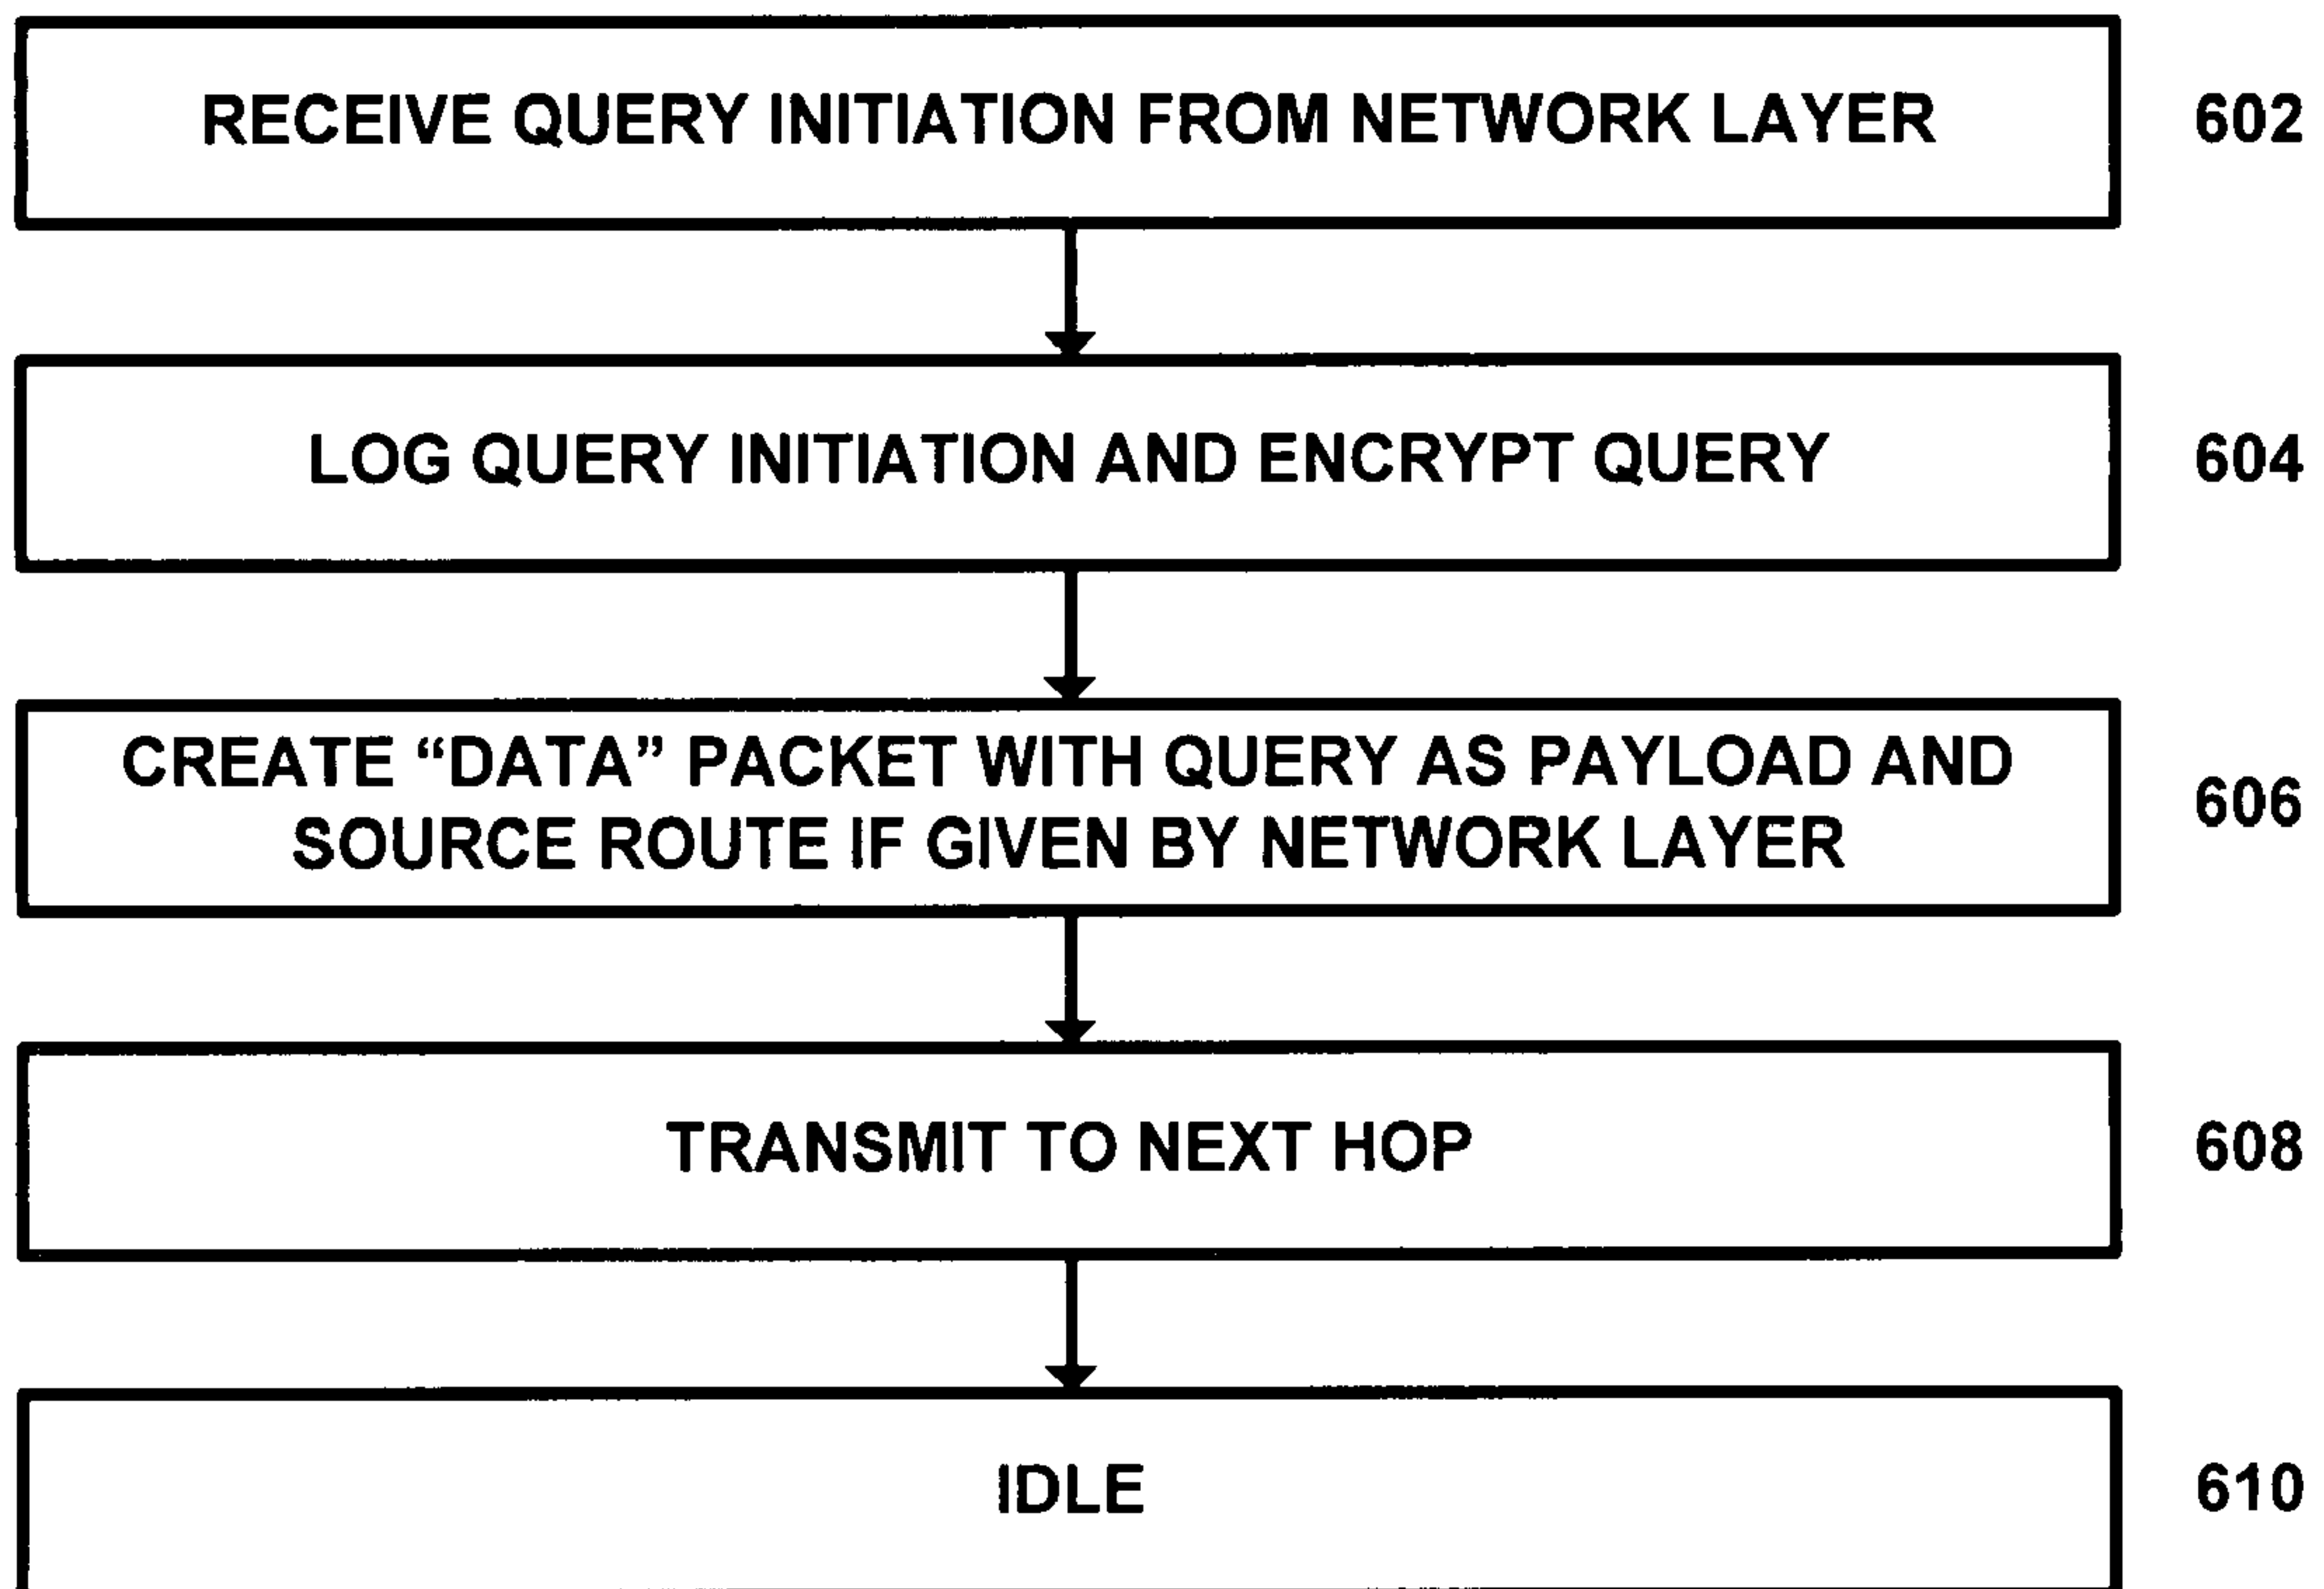 RECEIVE QUERY INITIATION FROM NETWORK LAYER 602
LOG QUERY INITIATION AND ENCRYPT QUERY 604
CREATE “DATA” PACKET WITH QUERY AS PAYLOAD AND
SOURCE ROUTE IF GIVEN BY NETWORK LAYER
606
TRANSMIT TO NEXT HOP 608
IDLE 610